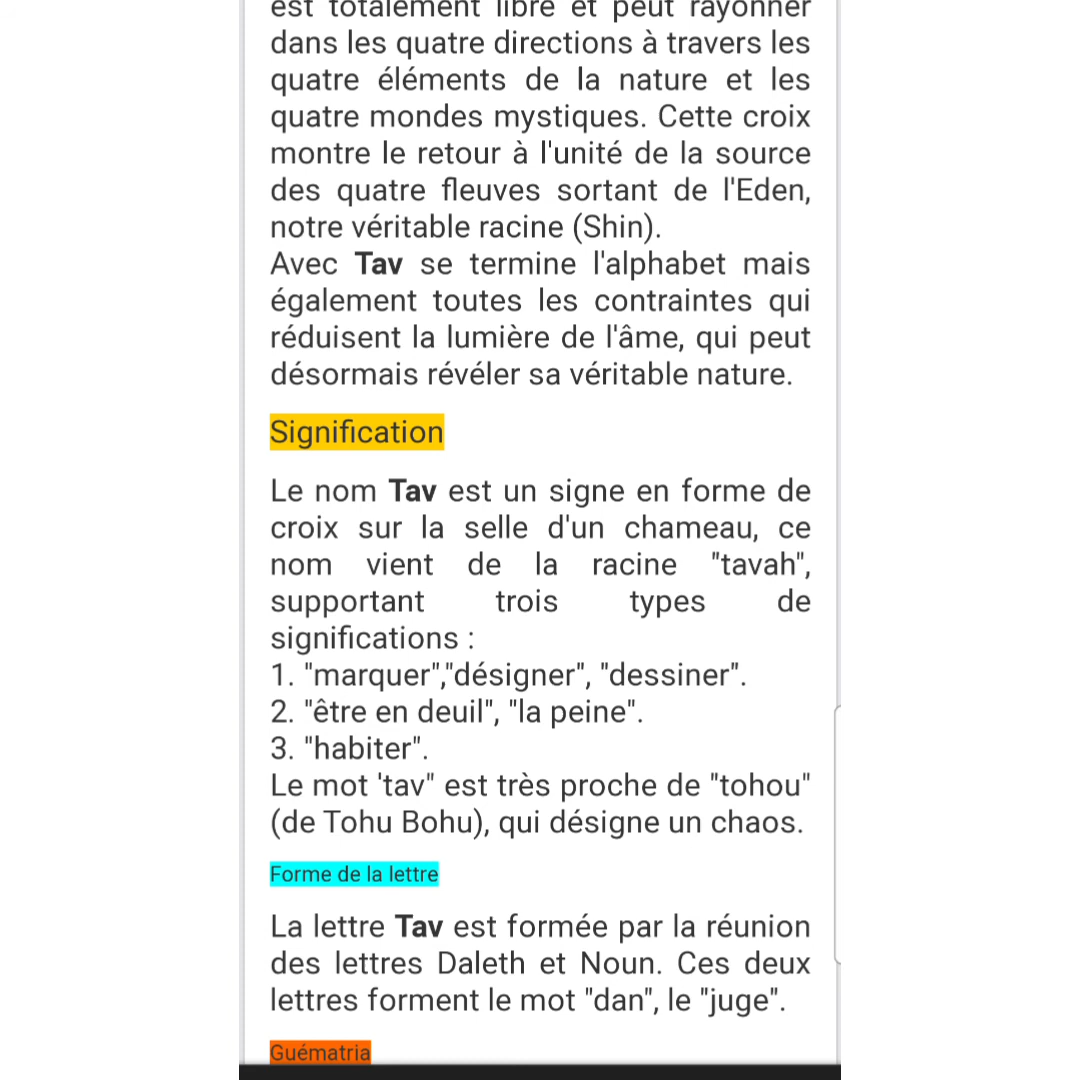 est totalement libre et peut rayonner
dans les quatre directions à travers les
quatre éléments de la nature et les
quatre mondes mystiques. Cette croix
montre le retour à l'unité de la source
des quatre fleuves sortant de l'Eden,
notre véritable racine (Shin).
Avec Tav se termine l'alphabet mais
également toutes les contraintes qui
réduisent la lumière de l'âme, qui peut
désormais révéler sa véritable nature.
Signification
Le nom Tav est un signe en forme de
croix sur la selle d'un chameau, ce
nom vient de la racine "tavah",
supportant trois types de
significations :
1. "marquer","désigner", "dessiner".
2. "être en deuil", "la peine".
3. "habiter".
Le mot 'tav" est très proche de "tohou"
(de Tohu Bohu), qui désigne un chaos.
Forme de la lettre
La lettre Tav est formée par la réunion
des lettres Daleth et Noun. Ces deux
lettres forment le mot "dan", le "juge".
Guématria